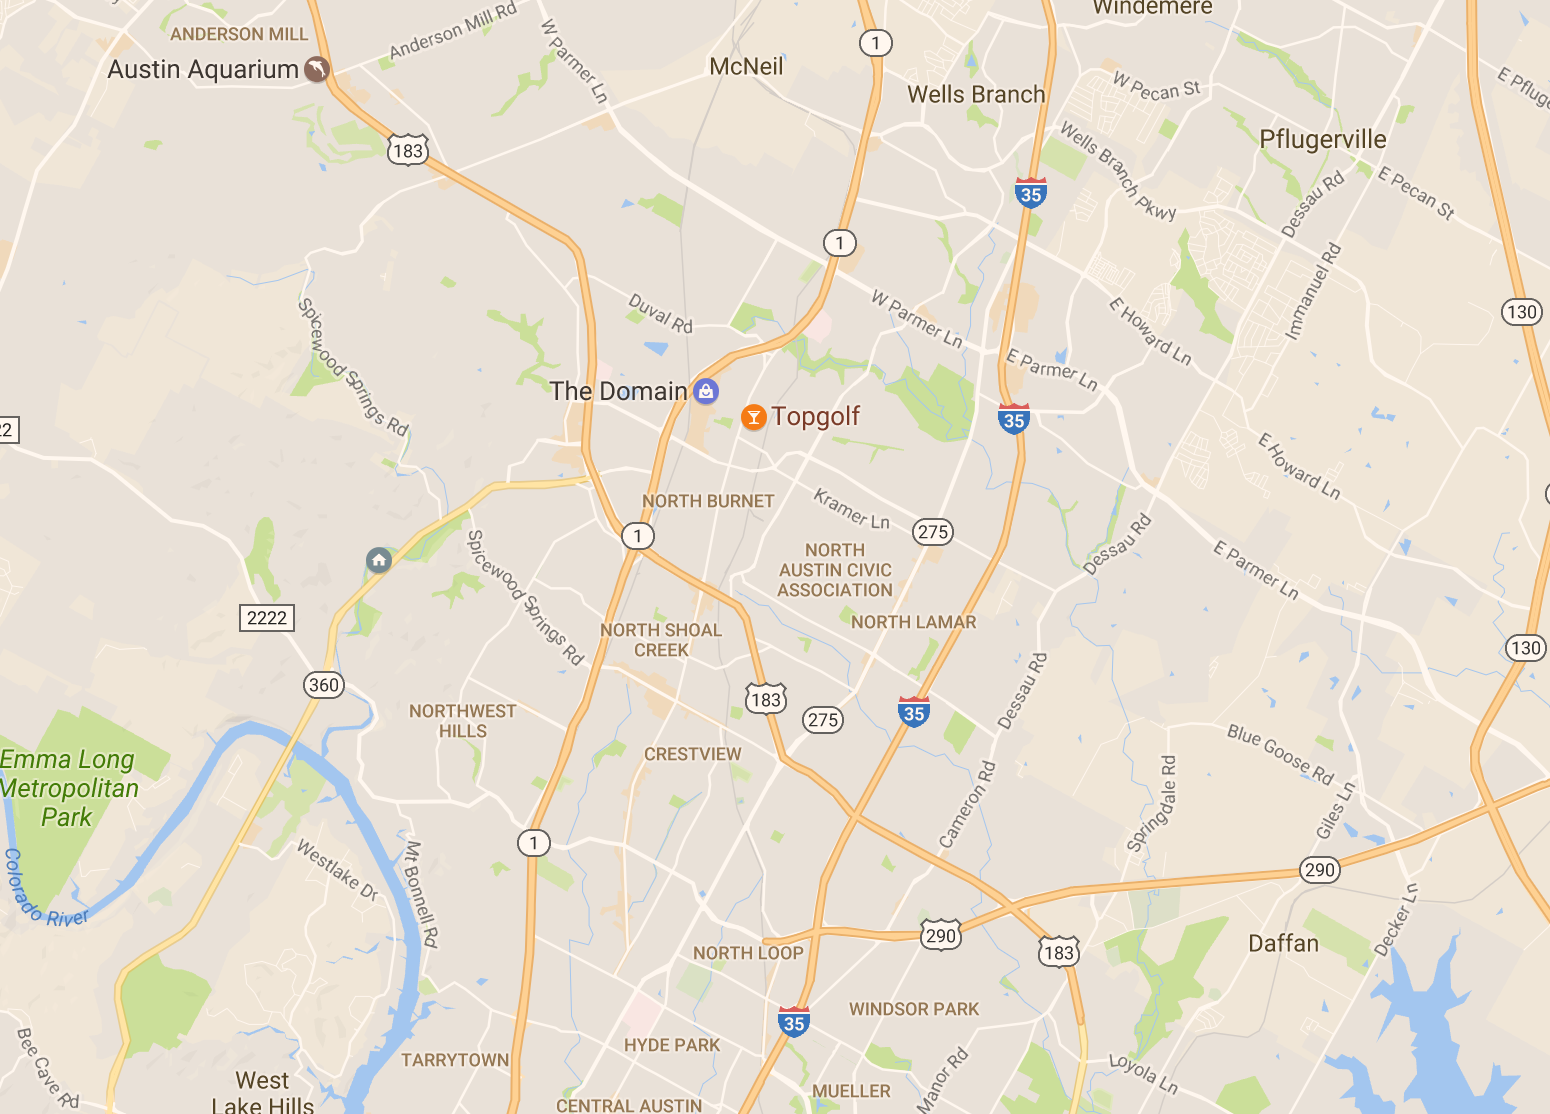 Windemere
ANDERSON MILL
Anderson Mill Rd
W Parmer Ln
1
Austin Aquarium
McNeil
Wells Branch
W Pecan St
E Pfluge
183
Wells Branch Pkwy
Pflugerville
35
Dessau Rd
E Pecan St
1
Duval Rd
W Parmer Ln
E Howard Ln
Immanuel Rd
130
Spicewood Springs Rd
E Parmer Ln
The Domain
Topgolf
35
22
E Howard Ln
NORTH BURNET
Kramer Ln
275
1
Spicewood Springs Rd
NORTH
AUSTIN CIVIC
ASSOCIATION
Dessau Rd
E Parmer Ln
2222
NORTH SHOAL
CREEK
NORTH LAMAR
130
360
183
275
35
Dessau Rd
NORTHWEST
HILLS
CRESTVIEW
Blue Goose Rd
Emma Long
Metropolitan
Park
Cameron Rd
Springdale Rd
Giles Ln
1
Colorado River
Westlake Dr
Mt Bonnell Rd
290
Decker Ln
290
183
NORTH LOOP
Daffan
WINDSOR PARK
35
HYDE PARK
TARRYTOWN
Bee Cave Rd
West
Lake Hills
MUELLER
Manor Rd
Loyola Ln
CENTRAL AUSTIN